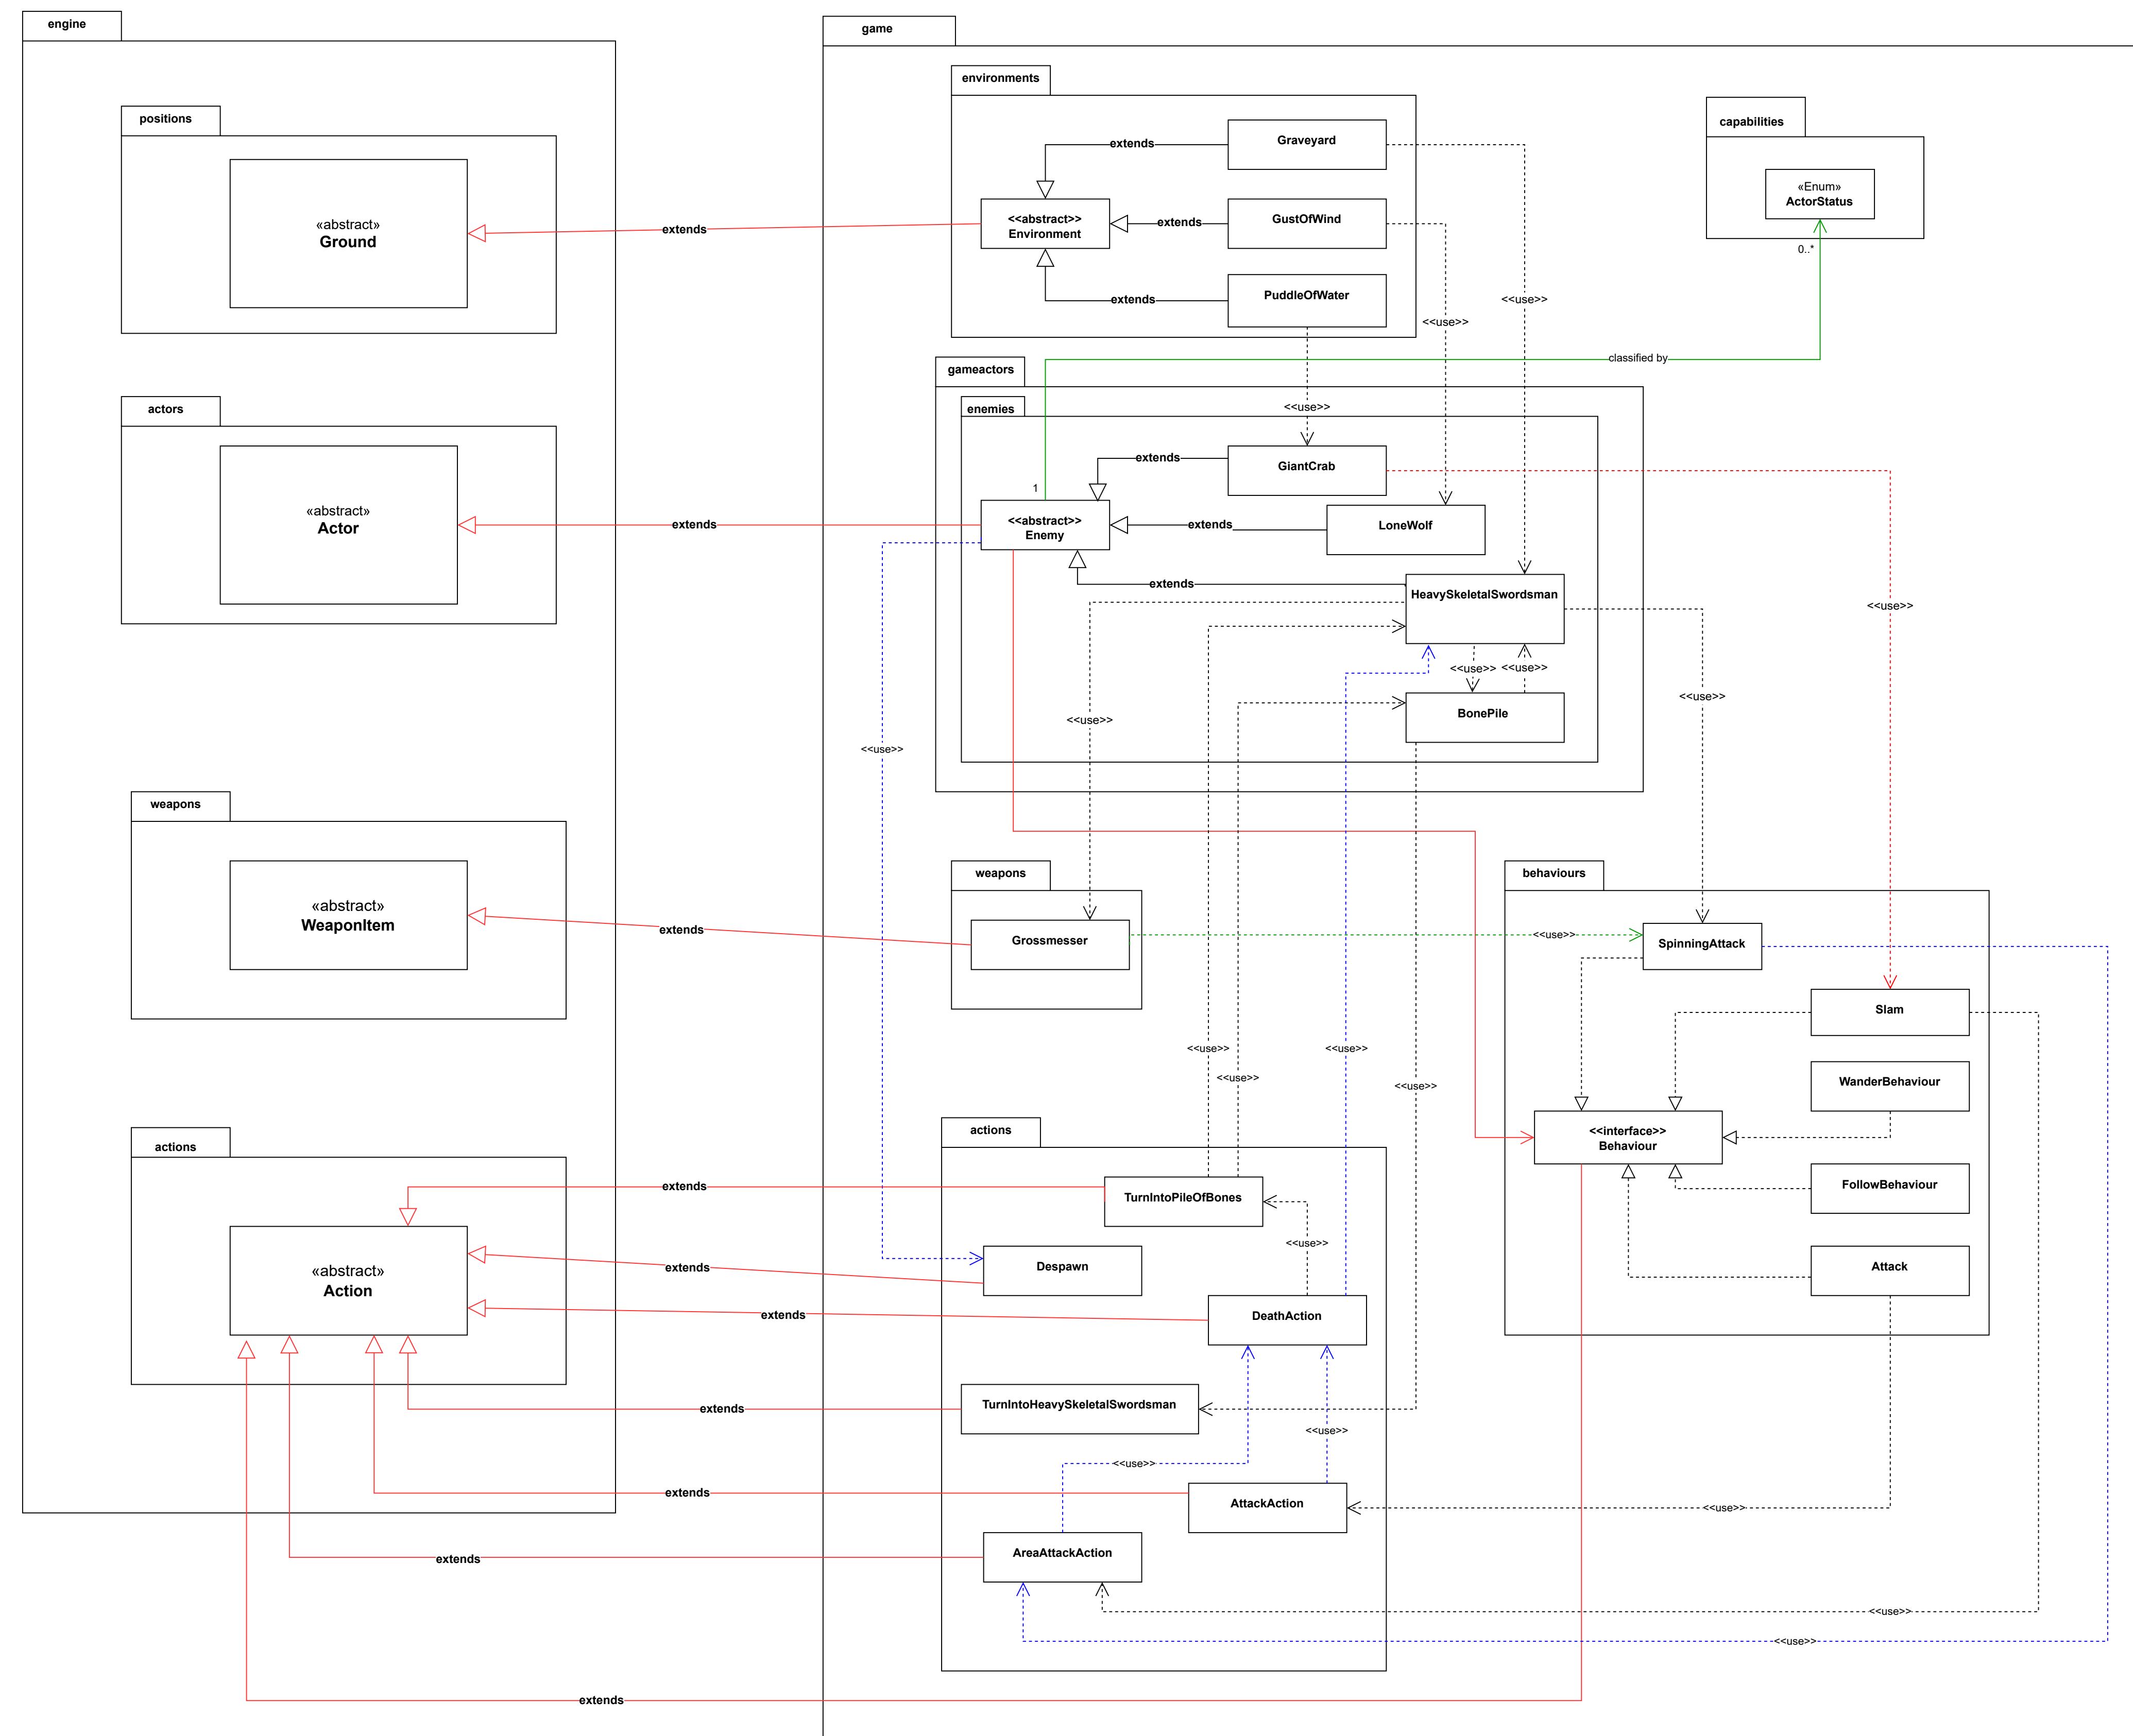 engine
game
environments
positions
capabilities
Graveyard
extends
«Enum»
ActorStatus
«abstract»
Ground
extends
<<abstract>>
Environment
extends
GustOfWind
0..*
PuddleOfWater
extends
<<use>>
<<use>>
classified by
gameactors
actors
enemies
<<use>>
GiantCrab
extends
1
«abstract»
Actor
extends
<<abstract>>
Enemy
extends
LoneWolf
extends
HeavySkeletalSwordsman
<<use>>
<<use>>
<<use>>
<<use>>
BonePile
<<use>>
<<use>>
weapons
weapons
behaviours
«abstract»
WeaponItem
extends
Grossmesser
<<use>>
SpinningAttack
Slam
<<use>>
<<use>>
<<use>>
<<use>>
WanderBehaviour
actions
actions
<<interface>>
Behaviour
extends
TurnIntoPileOfBones
FollowBehaviour
<<use>>
«abstract»
Action
extends
Despawn
Attack
extends
DeathAction
extends
TurnIntoHeavySkeletalSwordsman
<<use>>
<<use>>
extends
AttackAction
<<use>>
extends
AreaAttackAction
<<use>>
<<use>>
extends